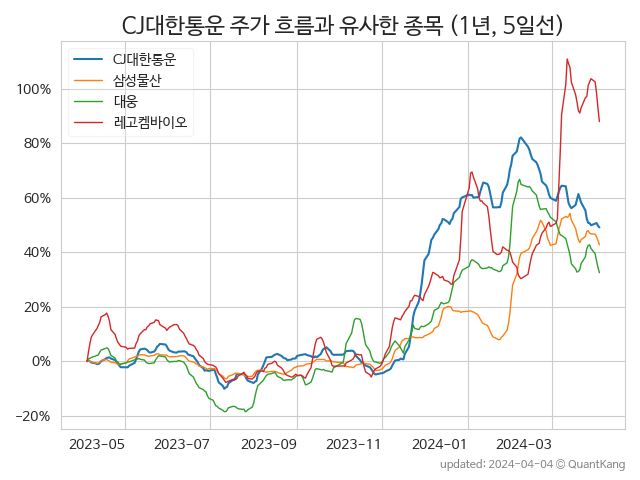 CJ대한통운 주가 흐름과 유사한 종목 (1년, 5일선)
CJ대한통운
삼성물산
대웅
레고켐바이오
100%
80%
60%
40%
20%
0%
−20%
2023−05
2023−07
2023−09
2023−11
2024−01
2024−03
updated: 2024-04-04 © QuantKang